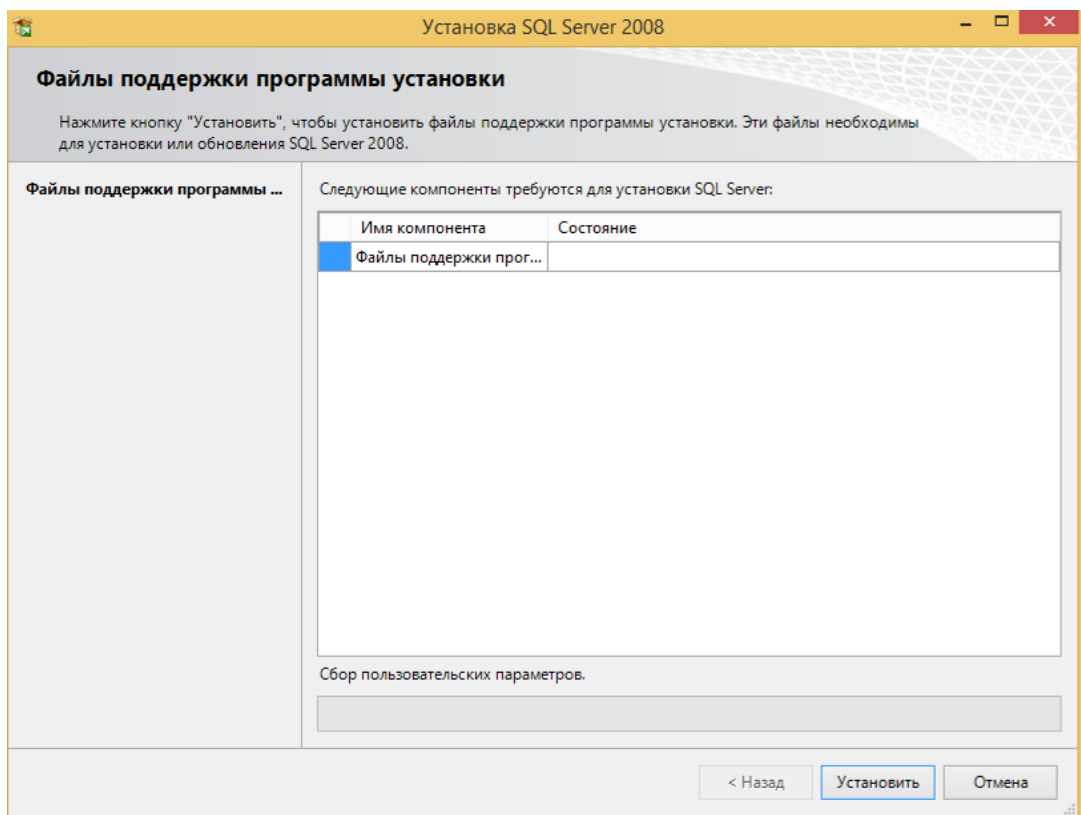 Установка SQL Server 2008
Файлы поддержки программы установки
Нажмите кнопку "Установить", чтобы установить файлы поддержки программы установки. Эти файлы необходимы
для установки или обновления SQL Server 2008.
Файлы поддержки программы ...
Следующие компоненты требуются для установки SQL Server:
Имя компонента Состояние
Файлы поддержки прог...
Сбор пользовательских параметров.
< Назад Установить Отмена